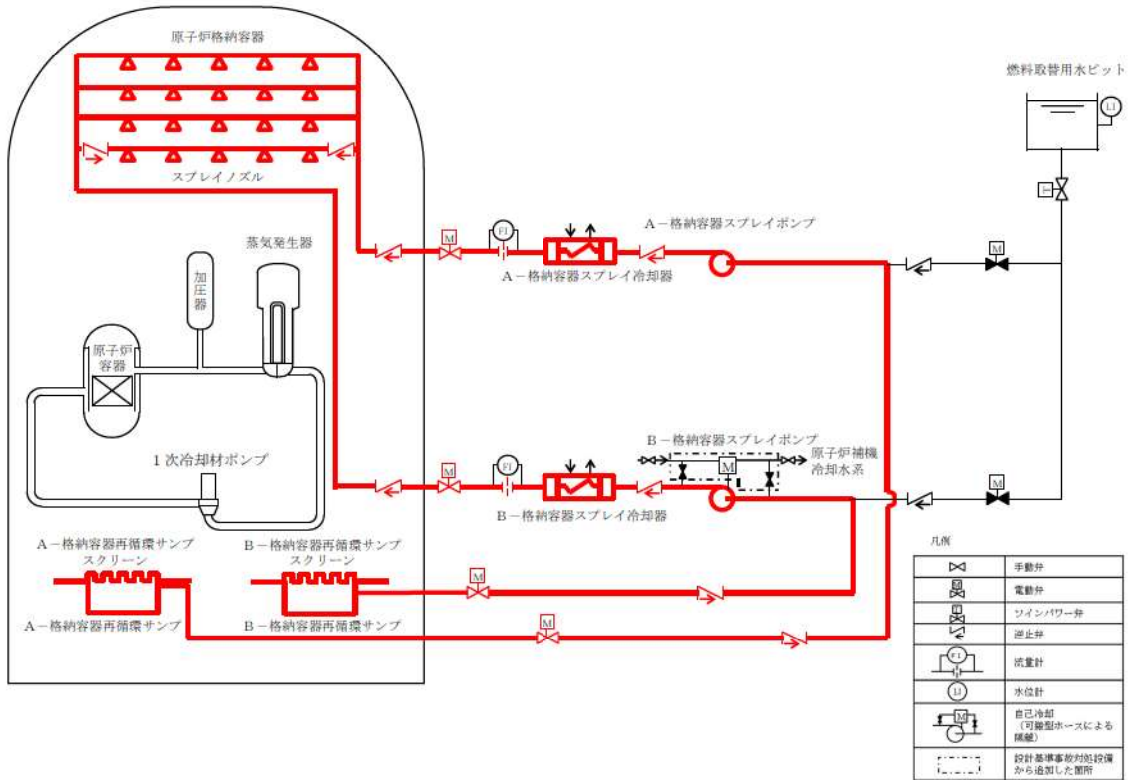 原子炉格納容器
燃料取替用水ピット
LI
T
スプレイノズル
A－格納容器スプレイポンプ
M
FI
M
蒸気発生器
加圧器
A－格納容器スプレイ冷却器
原子炉
容器
B－格納容器スプレイポンプ
原子炉補機
冷却水系
M
M
FI
M
1次冷却材ポンプ
B－格納容器スプレイ冷却器
A－格納容器再循環サンプ
スクリーン
B－格納容器再循環サンプ
スクリーン
M
A－格納容器再循環サンプ
B－格納容器再循環サンプ
M
凡例
手動弁
M
電動弁
T
ツインパワー弁
逆止弁
FI
流量計
LI
水位計
M
自己冷却
（可搬型ホースによる
隔離）
設計基準事故対処設備
から追加した箇所